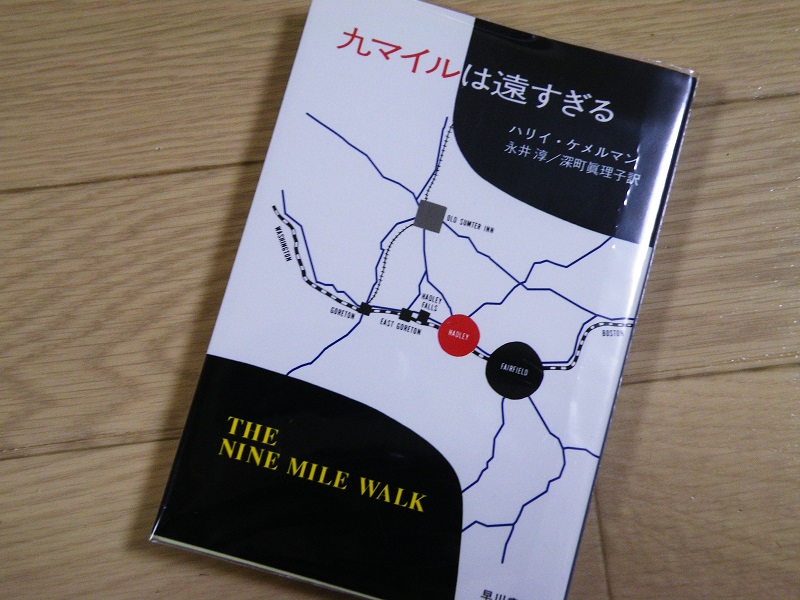 九マイルは遠すぎる
ハリイ・ケメルマン
永井 淳／深町眞理子訳
OLD SUMTER INN
WASHINGTON
HADLEY
FALLS
GORETON
EAST GORETON
HADLEY
BOSTON
FAIRFIELD
THE
NINE MILE WALK
早川